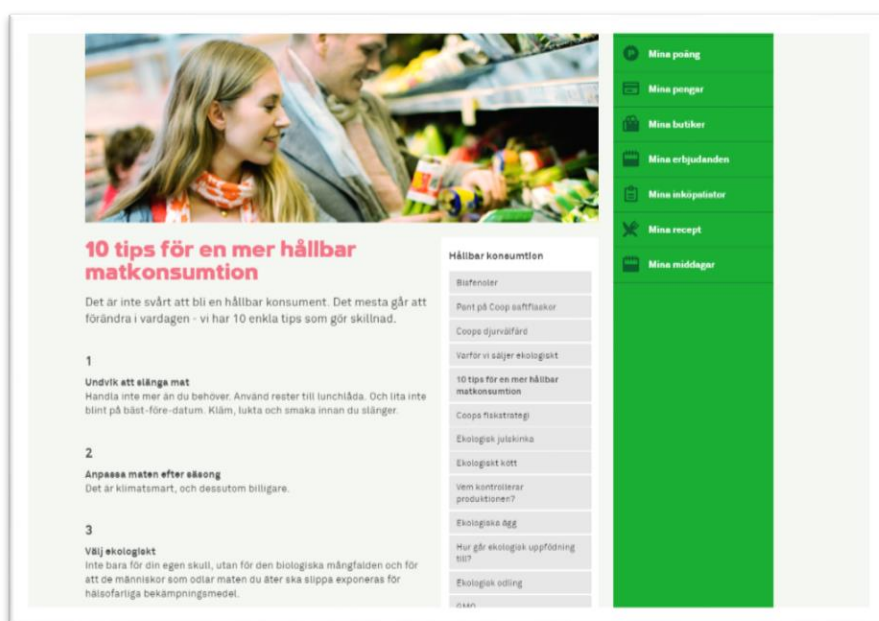 Mina poäng
Mina pengar
Mina butiker
Mina erbjudanden
Mina inköpslistor
Mina recept
Mina middagar
10 tips för en mer hållbar
matkonsumtion
Det är inte svårt att bli en hållbar konsument. Det mesta går att
förändra i vardagen - vi har 10 enkla tips som gör skillnad.
1
Undvik att slänga mat
Handla inte mer än du behöver. Använd rester till lunchlåda. Och lita inte
blint på bäst-före-datum. Kläm, lukta och smaka innan du slänger.
2
Anpassa maten efter säsong
Det är klimatsmart, och dessutom billigare.
3
Välj ekologiskt
Inte bara för din egen skull, utan för den biologiska mångfalden och för
att de människor som odlar maten du äter ska slippa exponeras för
hälsofarliga bekämpningsmedel.
Hållbar konsumtion
Bisfenoler
Pant på Coop saftflaskor
Coops djurvälfärd
Varför vi säljer ekologiskt
10 tips för en mer hållbar
matkonsumtion
Coops fiskstrategi
Ekologisk julskinka
Ekologiskt kött
Vem kontrollerar
produktionen?
Ekologiska ägg
Hur går ekologisk uppfödning
till?
Ekologisk odling
GMO